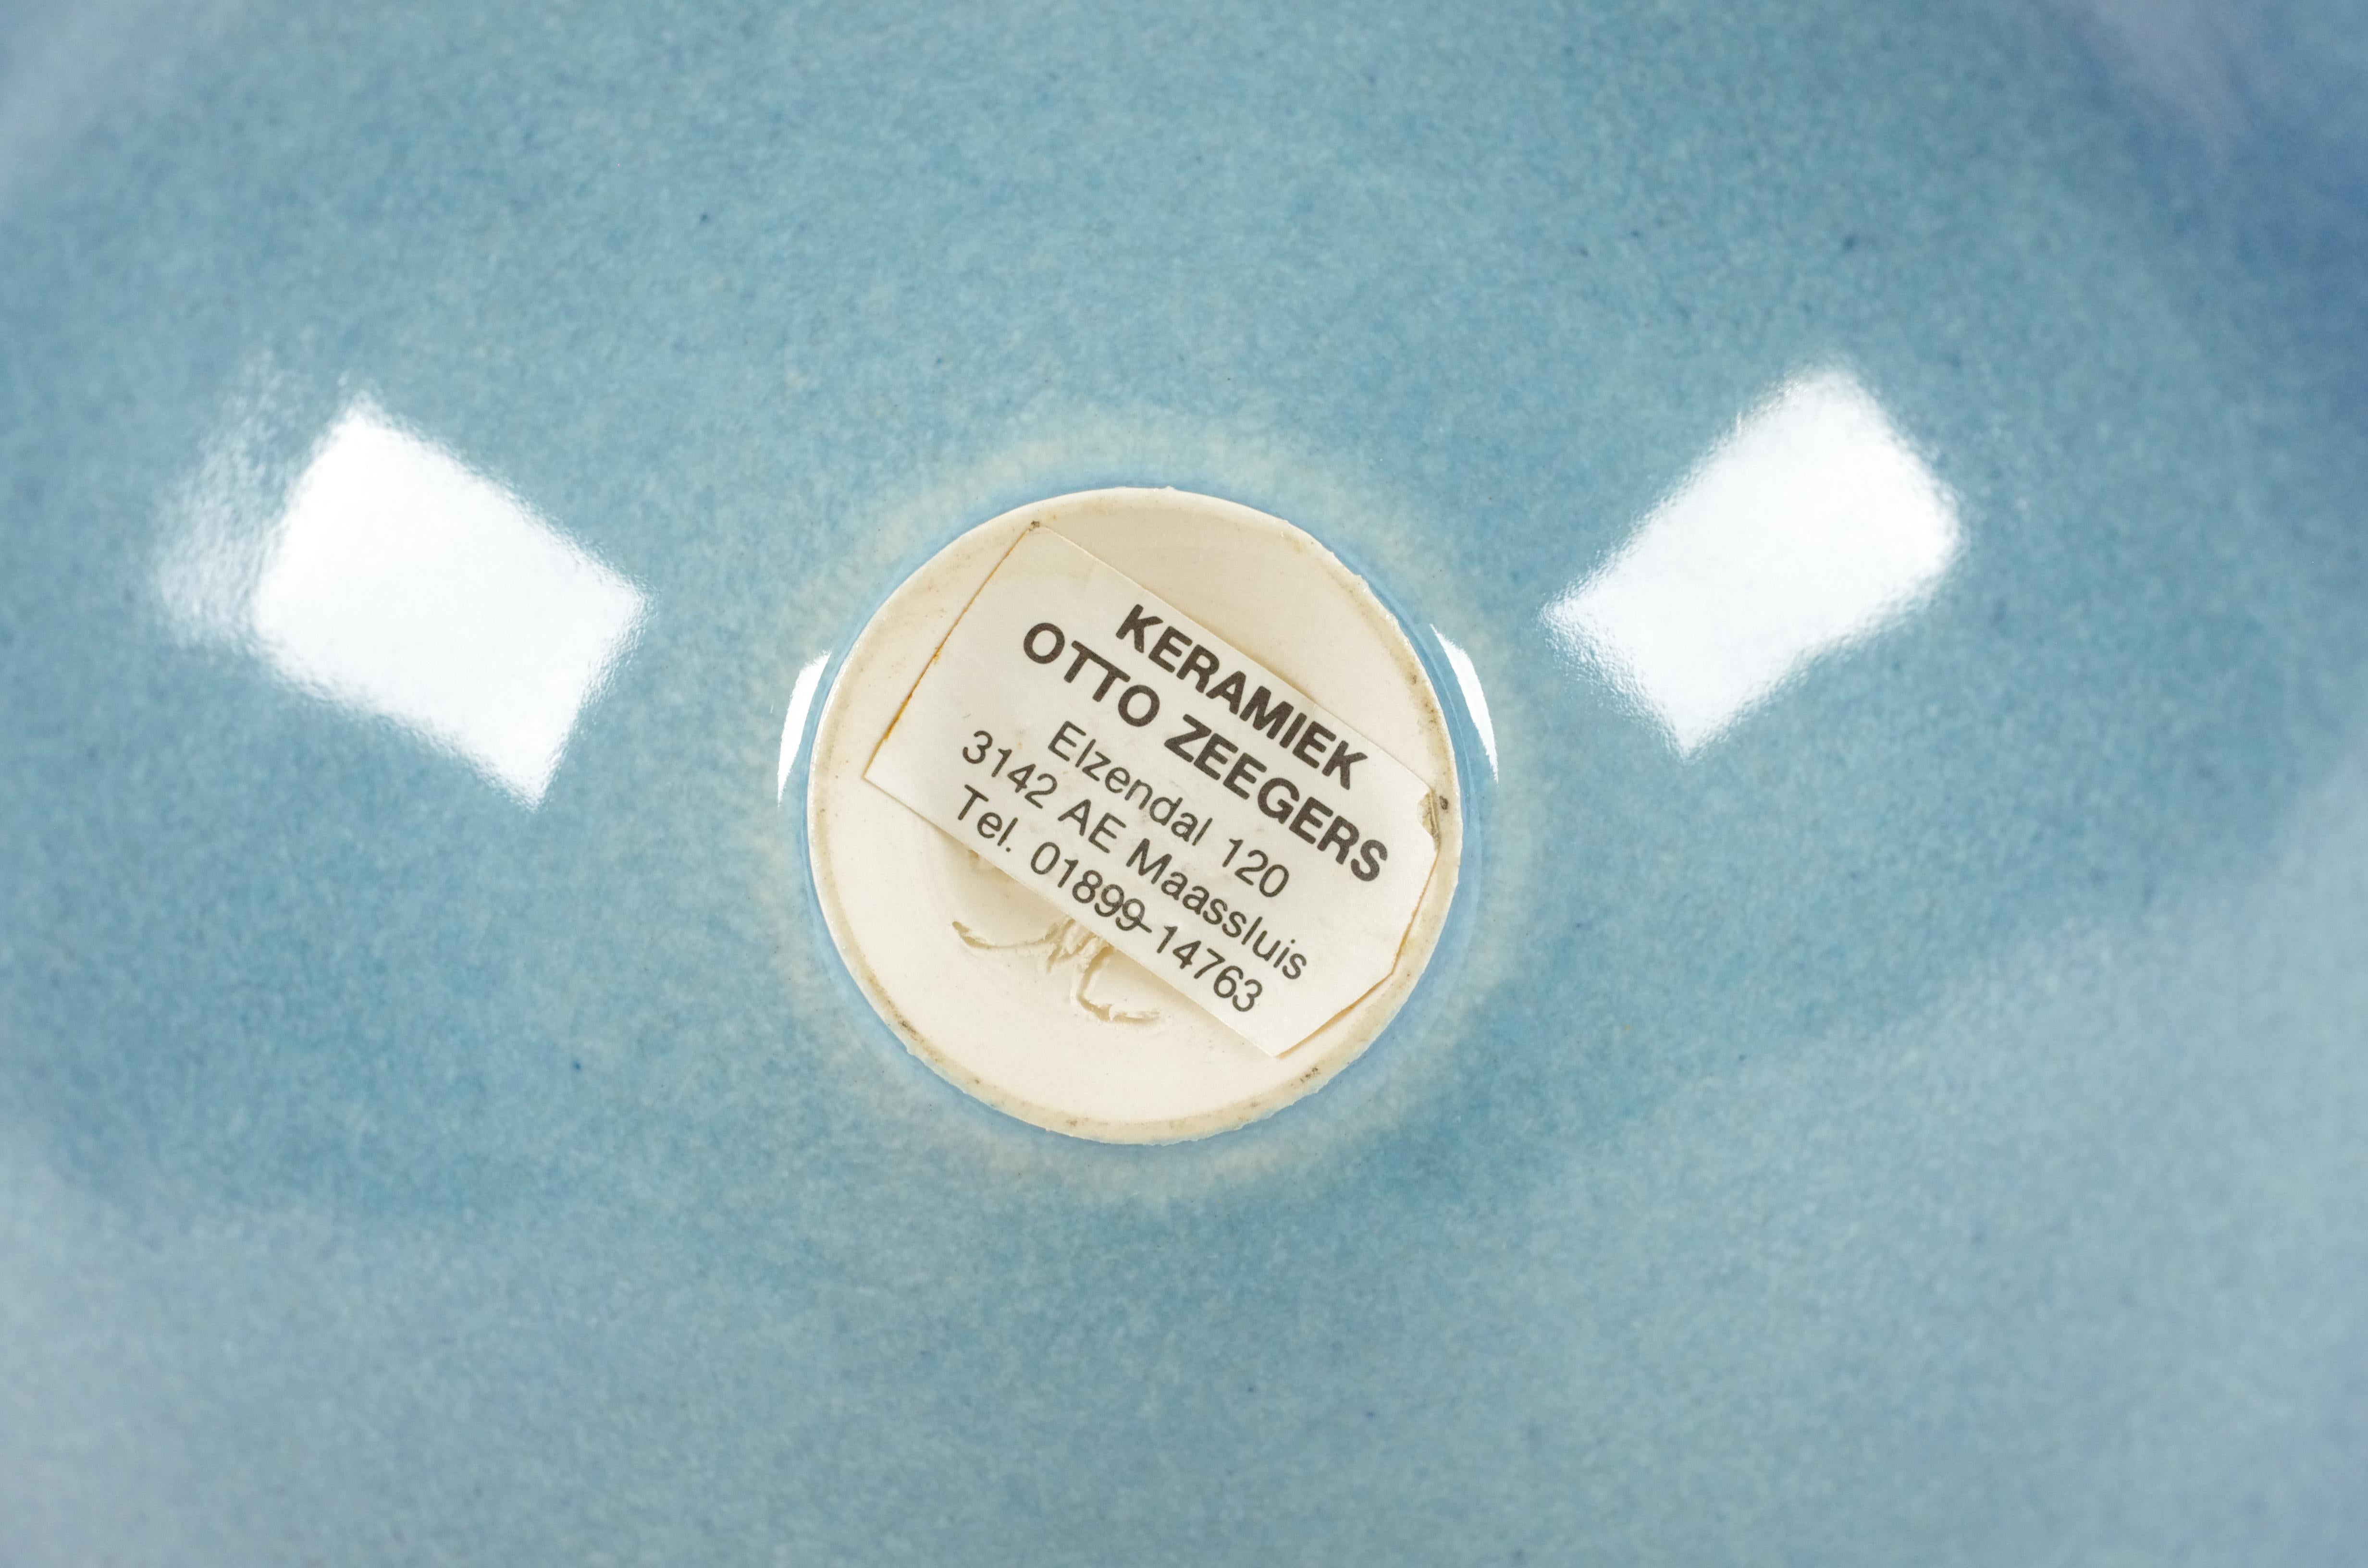 KERAMIEK
OTTO ZEEGERS
Elzendal 120
3142 AE Maassluis
Tel. 01899-14763